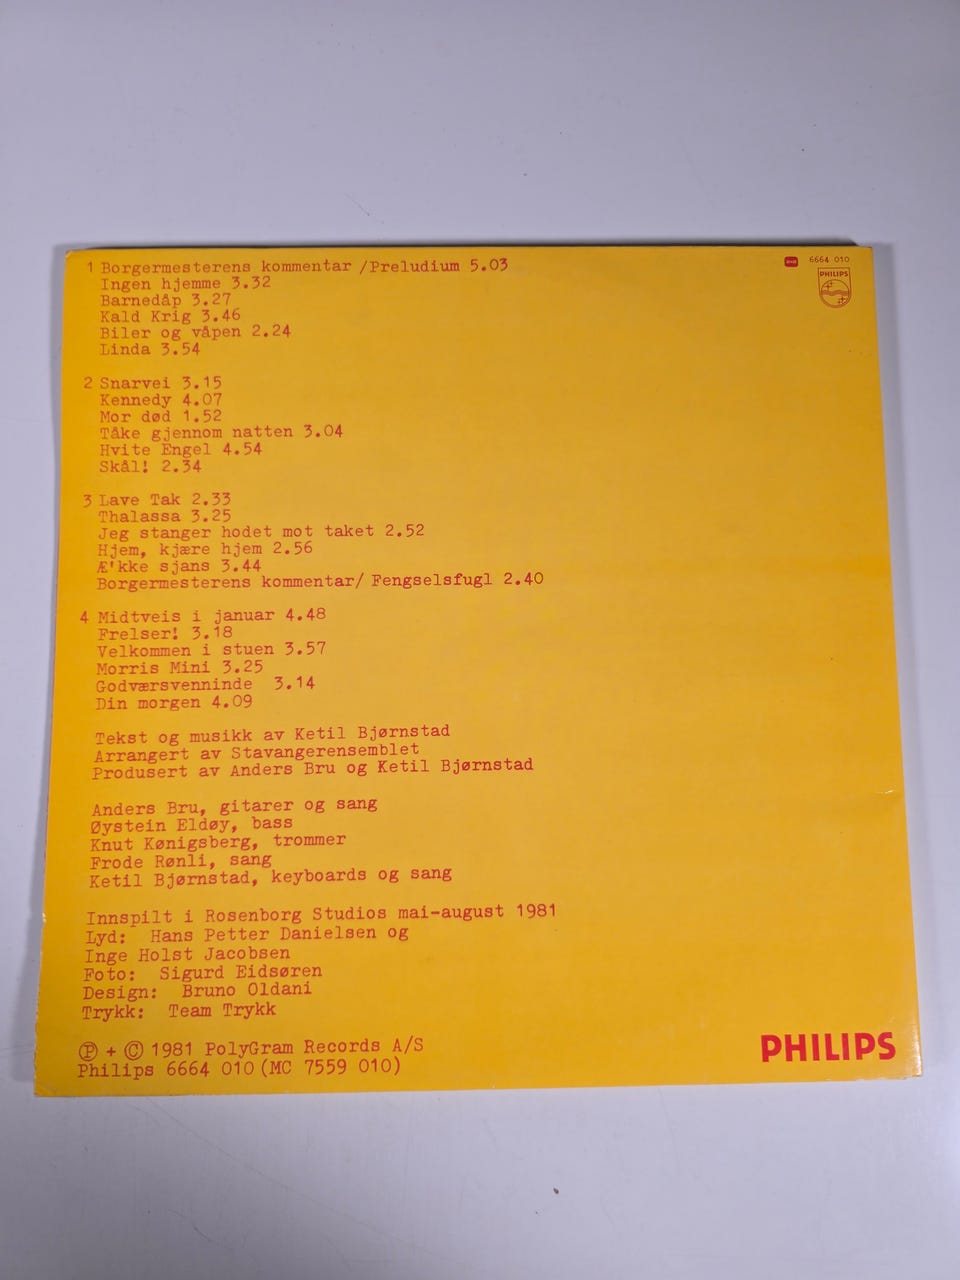 1 Borgermesterens kommentar /Preludium 5.03
Ingen hjemme 3.32
Barnedåp 3.27
Kald Krig 3.46
Biler og våpen 2.24
Linda 3.54
2 Snarvei 3.15
Kennedy 4.07
Mor død 1.52
Tåke gjennom natten 3.04
Hvite Engel 4.54
Skål! 2.34
3 Lave Tak 2.33
Thalassa 3.25
Jeg stanger hodet mot taket 2.52
Hjem, kjære hjem 2.56
Æ'kke sjans 3.44
Borgermesterens kommentar/ Fengselsfugl 2.40
4 Midtveis i januar 4.48
Frelser! 3.18
Velkommen i stuen 3.57
Morris Mini 3.25
Godværsvenninde 3.14
Din morgen 4.09
Tekst og musikk av Ketil Bjørnstad
Arrangert av Stavangerensemblet
Produsert av Anders Bru og Ketil Bjørnstad
Anders Bru, gitarer og sang
Øystein Eldøy, bass
Knut Kønigsberg, trommer
Frode Rønli, sang
Ketil Bjørnstad, keyboards og sang
Innspilt i Rosenborg Studios mai-august 1981
Lyd: Hans Petter Danielsen og
Inge Holst Jacobsen
Foto: Sigurd Eidsøren
Design: Bruno Oldani
Trykk: Team Trykk
Ⓟ + © 1981 PolyGram Records A/S
Philips 6664 010 (MC 7559 010)
6664 010
PHILIPS
PHILIPS